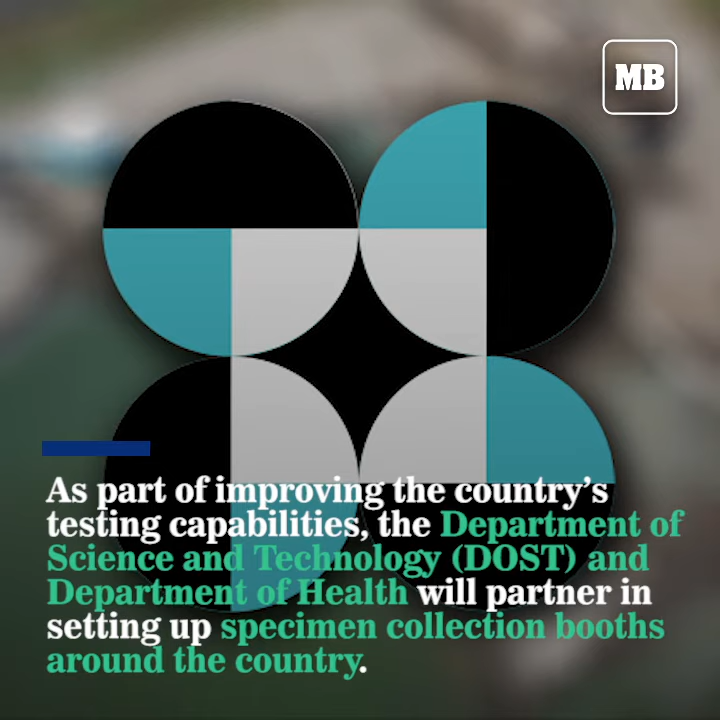 MB
As part of improving the country's
testing capabilities, the Department of
Science and Technology (DOST) and
Department of Health will partner in
setting up specimen collection booths
around the country.